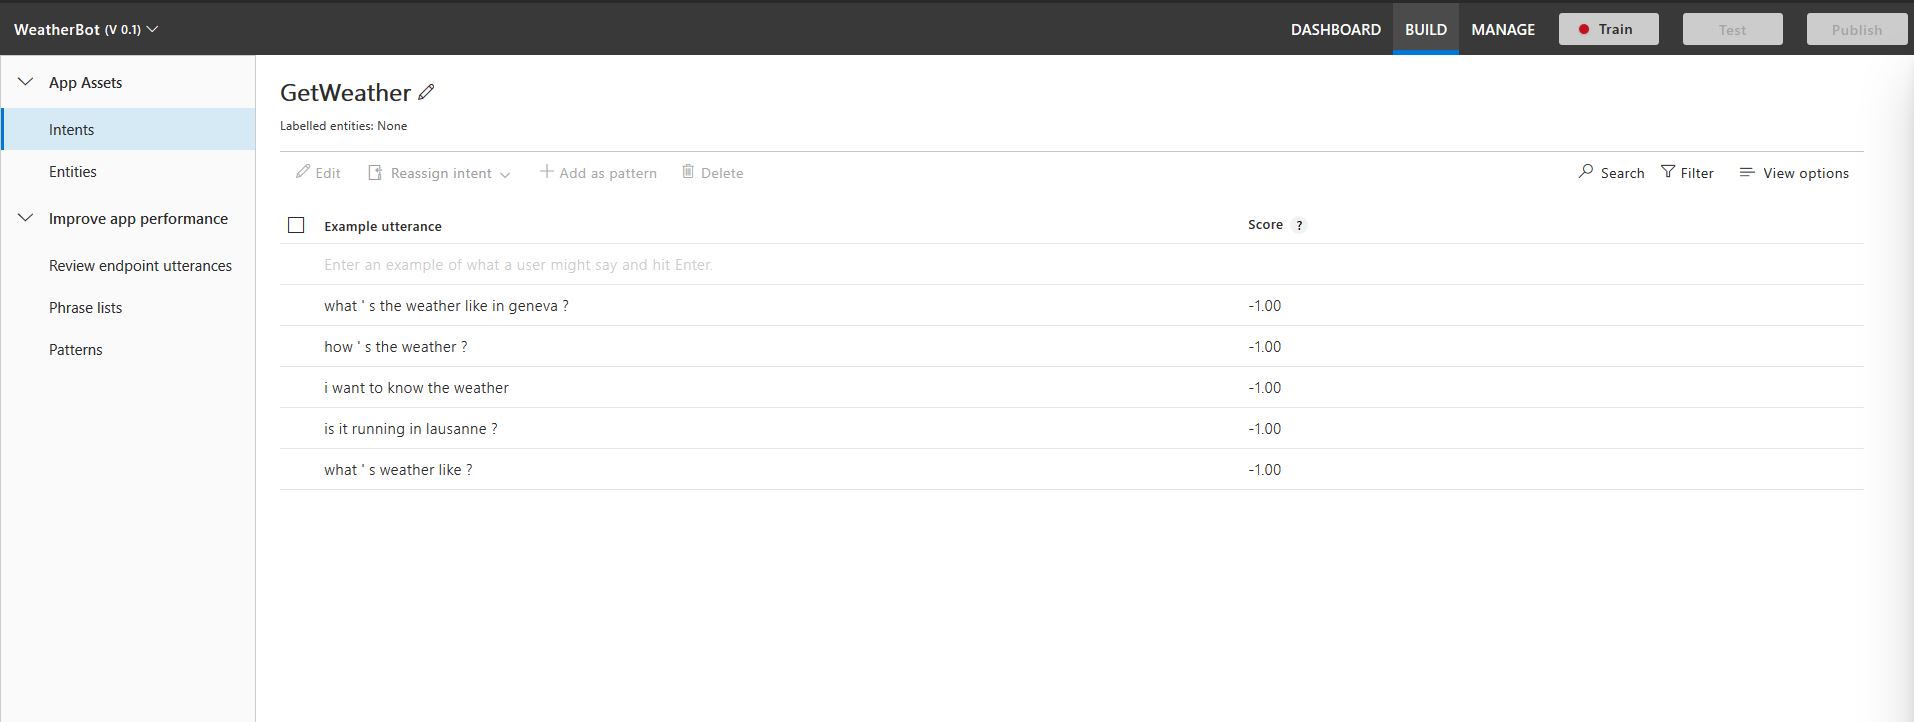 WeatherBot (V 0.1)
DASHBOARD BUILD MANAGE Train Test Publish
App Assets
Intents
Entities
Improve app performance
Review endpoint utterances
Phrase lists
Patterns
GetWeather
Labelled entities: None
Edit Reassign intent Add as pattern Delete Search Filter View options
Example utterance Score ?
Enter an example of what a user might say and hit Enter.
what ' s the weather like in geneva ? -1.00
how ' s the weather ? -1.00
i want to know the weather -1.00
is it running in lausanne ? -1.00
what ' s weather like ? -1.00